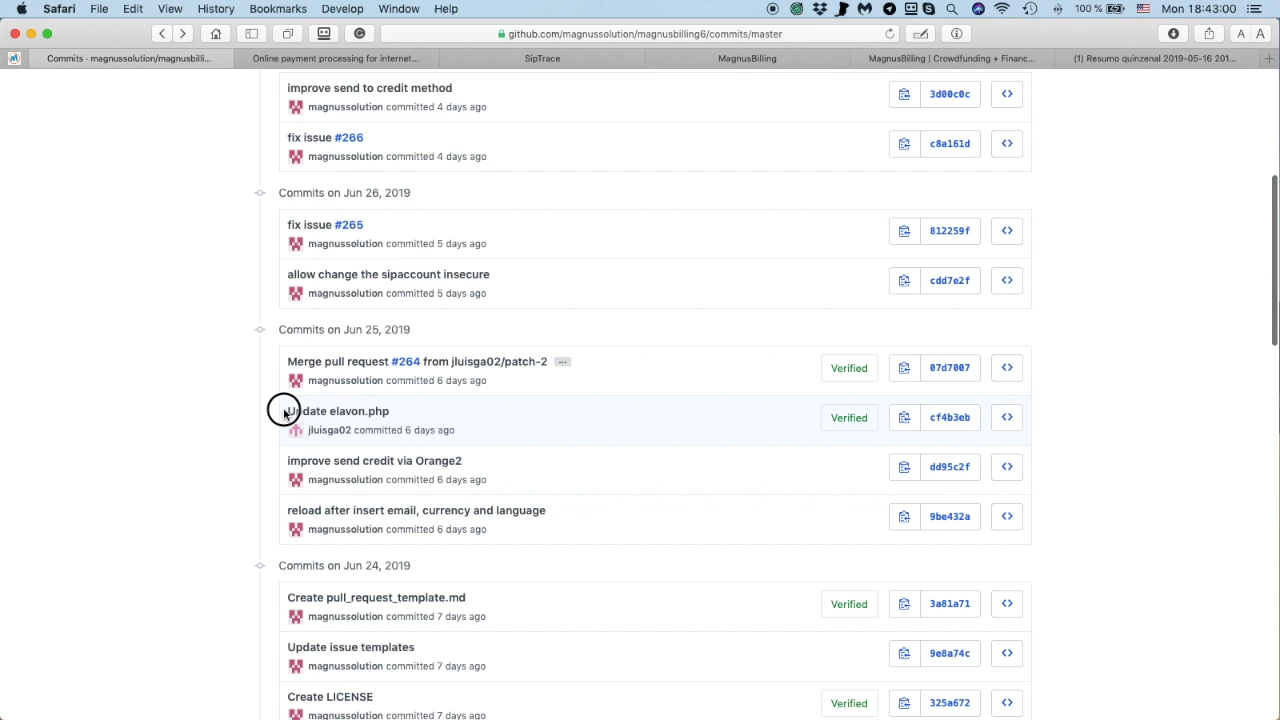 Safari File Edit View History Bookmarks Develop Window Help 100 % Mon 18:43:00
github.com/magnussolution/magnusbilling6/commits/master A A
Commits · magnussolution/magnusbilli... Online payment processing for internet... SipTrace MagnusBilling MagnusBilling | Crowdfunding + Financ... (1) Resumo quinzenal 2019-05-16 201... +
improve send to credit method
magnussolution committed 4 days ago
3d00c0c <>
fix issue #266
magnussolution committed 4 days ago
c8a161d <>
Commits on Jun 26, 2019
fix issue #265
magnussolution committed 5 days ago
812259f <>
allow change the sipaccount insecure
magnussolution committed 5 days ago
cdd7e2f <>
Commits on Jun 25, 2019
Merge pull request #264 from jluisga02/patch-2 ...
magnussolution committed 6 days ago
Verified 07d7007 <>
Update elavon.php
jluisga02 committed 6 days ago
Verified cf4b3eb <>
improve send credit via Orange2
magnussolution committed 6 days ago
dd95c2f <>
reload after insert email, currency and language
magnussolution committed 6 days ago
9be432a <>
Commits on Jun 24, 2019
Create pull_request_template.md
magnussolution committed 7 days ago
Verified 3a81a71 <>
Update issue templates
magnussolution committed 7 days ago
9e8a74c <>
Create LICENSE
magnussolution committed 7 days ago
Verified 325a672 <>